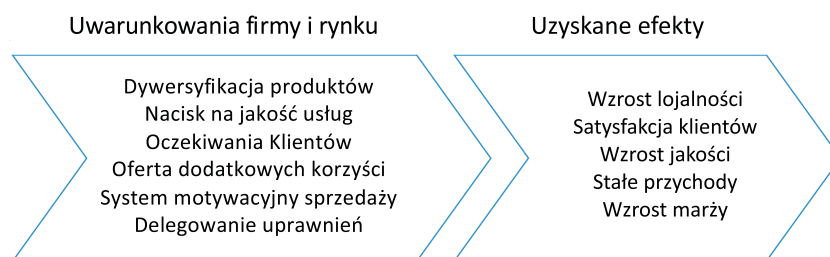 Uwarunkowania firmy i rynku
Dywersyfikacja produktów
Nacisk na jakość usług
Oczekiwania Klientów
Oferta dodatkowych korzyści
System motywacyjny sprzedaży
Delegowanie uprawnień
Uzyskane efekty
Wzrost lojalności
Satysfakcja klientów
Wzrost jakości
Stałe przychody
Wzrost marży